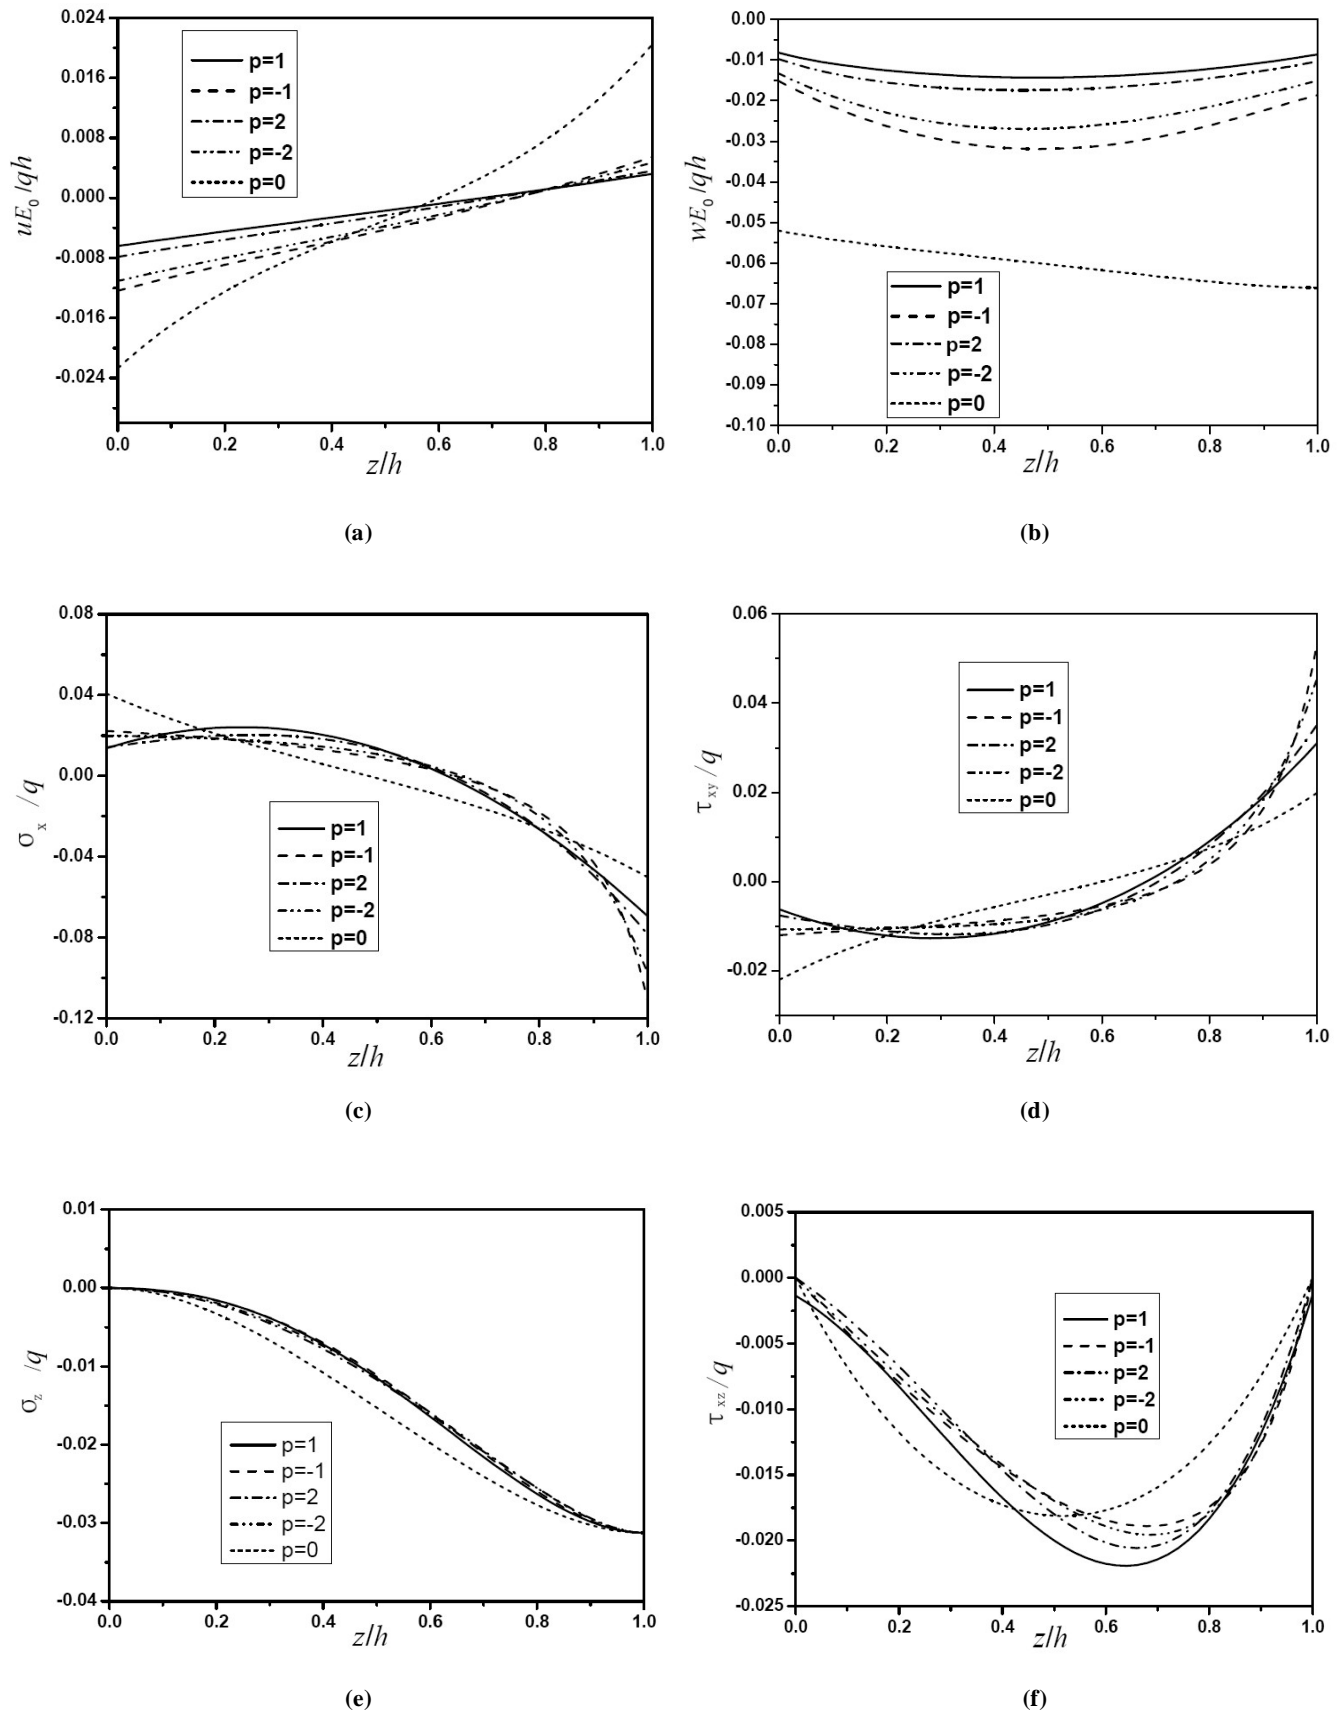 0.024
0.016
0.008
0.000
-0.008
-0.016
-0.024
uE0/qh
p=1
p=-1
p=2
p=-2
p=0
0.0 0.2 0.4 0.6 0.8 1.0
z/h
(a)
0.00
-0.01
-0.02
-0.03
-0.04
-0.05
-0.06
-0.07
-0.08
-0.09
-0.10
wE0/qh
p=1
p=-1
p=2
p=-2
p=0
0.0 0.2 0.4 0.6 0.8 1.0
z/h
(b)
0.08
0.04
0.00
-0.04
-0.08
-0.12
σx /q
p=1
p=-1
p=2
p=-2
p=0
0.0 0.2 0.4 0.6 0.8 1.0
z/h
(c)
0.06
0.04
0.02
0.00
-0.02
τxy/q
p=1
p=-1
p=2
p=-2
p=0
0.0 0.2 0.4 0.6 0.8 1.0
z/h
(d)
0.01
0.00
-0.01
-0.02
-0.03
-0.04
σz /q
p=1
p=-1
p=2
p=-2
p=0
0.0 0.2 0.4 0.6 0.8 1.0
z/h
(e)
0.005
0.000
-0.005
-0.010
-0.015
-0.020
-0.025
τxz/q
p=1
p=-1
p=2
p=-2
p=0
0.0 0.2 0.4 0.6 0.8 1.0
z/h
(f)